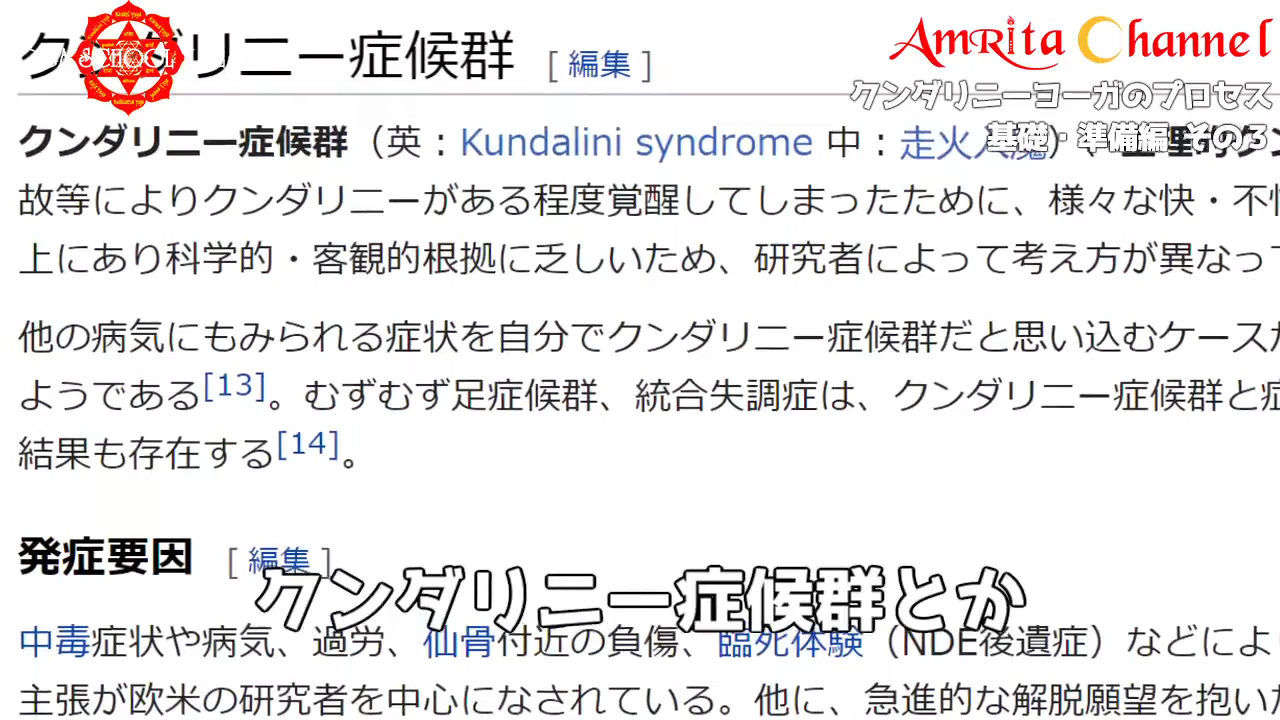 クンダリニー症候群 [ 編集 ]
SCHOOL
Amrita Channel
クンダリニーヨーガのプロセス
基礎・準備編 その3
クンダリニー症候群（英：Kundalini syndrome 中：走火入魔）、
故等によりクンダリニーがある程度覚醒してしまったために、様々な快・不
上にあり科学的・客観的根拠に乏しいため、研究者によって考え方が異なっ
他の病気にもみられる症状を自分でクンダリニー症候群だと思い込むケース
ようである[13]。むずむず足症候群、統合失調症は、クンダリニー症候群と
結果も存在する[14]。
発症要因 [ 編集 ]
クンダリニー症候群とか
中毒症状や病気、過労、仙骨付近の負傷、臨死体験（NDE後遺症）などによ
主張が欧米の研究者を中心になされている。他に、急進的な解脱願望を抱い